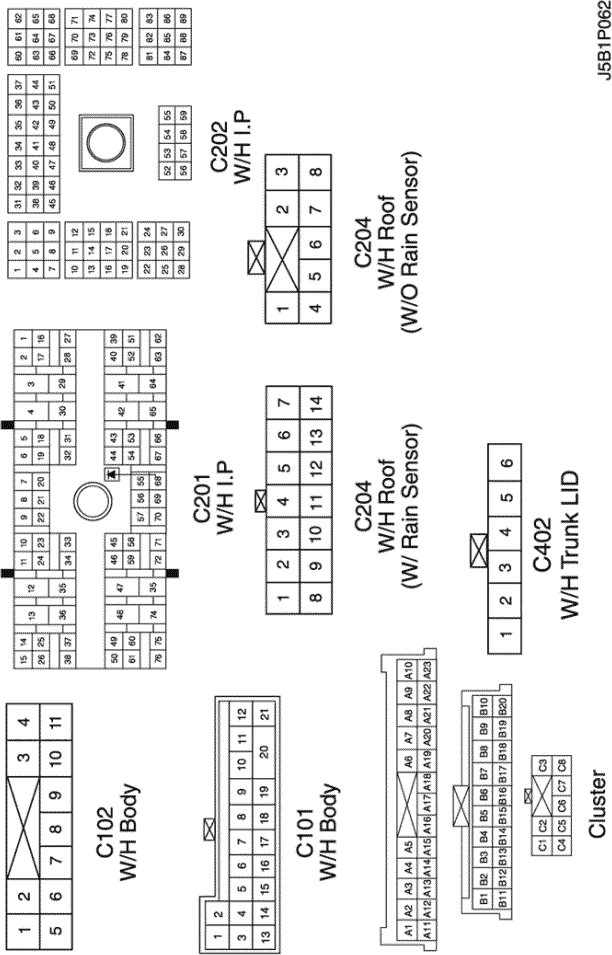 1 2 3 4
5 6 7 8 9 10 11
C102
W/H Body
15 14 13 12 11 10 9 8 7 6 5 4 3 2 1
26 25 24 23 22 21 20 19 18 17 16
38 37 36 35 34 33 32 31 30 29 28 27
50 49 48 47 46 45 44 43 42 41 40 39
61 60 59 58 57 56 55 54 53 52 51
76 75 74 35 72 71 70 69 68 67 66 65 64 63 62
C201
W/H I.P
1 2 3 31 32 33 34 35 36 37 60 61 62
4 5 6 38 39 40 41 42 43 44 63 64 65
7 8 9 45 46 47 48 49 50 51 66 67 68
10 11 12 69 70 71
13 14 15 72 73 74
16 17 18 75 76 77
19 20 21 78 79 80
22 23 24 81 82 83
25 26 27 52 53 54 55 84 85 86
28 29 30 56 57 58 59 87 88 89
C202
W/H I.P
1 2
3 4 5 6 7 8 9 10 11 12
13 14 15 16 17 18 19 20 21
C101
W/H Body
1 2 3 4 5 6 7
8 9 10 11 12 13 14
C204
W/H Roof
(W/ Rain Sensor)
1 2 3
4 5 6 7 8
C204
W/H Roof
(W/O Rain Sensor)
A1 A2 A3 A4 A5 A6 A7 A8 A9 A10
A11 A12 A13 A14 A15 A16 A17 A18 A19 A20 A21 A22 A23
B1 B2 B3 B4 B5 B6 B7 B8 B9 B10
B11 B12 B13 B14 B15 B16 B17 B18 B19 B20
C1 C2 C3
C4 C5 C6 C7 C8
Cluster
1 2 3 4 5 6
C402
W/H Trunk LID
J5B1P062